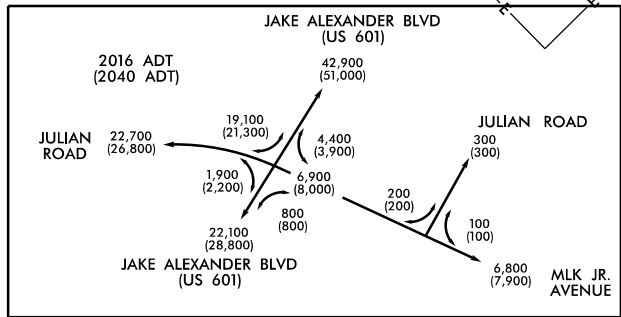 JAKE ALEXANDER BLVD
(US 601)
2016 ADT
(2040 ADT)
42,900
(51,000)
JULIAN
ROAD
22,700
(26,800)
19,100
(21,300)
4,400
(3,900)
1,900
(2,200)
6,900
(8,000)
800
(800)
22,100
(28,800)
JAKE ALEXANDER BLVD
(US 601)
JULIAN ROAD
300
(300)
200
(200)
100
(100)
6,800
(7,900)
MLK JR.
AVENUE